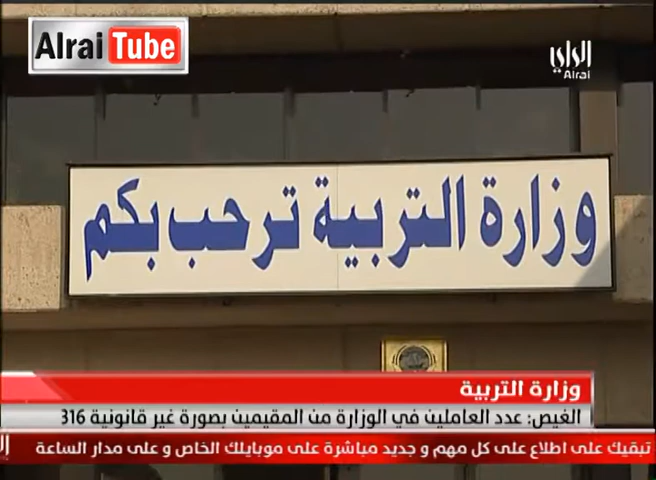 Alrai Tube
الراي
Alrai
وزارة التربية ترحب بكم
وزارة التربية
الغيص: عدد العاملين في الوزارة من المقيمين بصورة غير قانونية 316
تبقيك على اطلاع على كل مهم و جديد مباشرة على موبايلك الخاص و على مدار الساعة